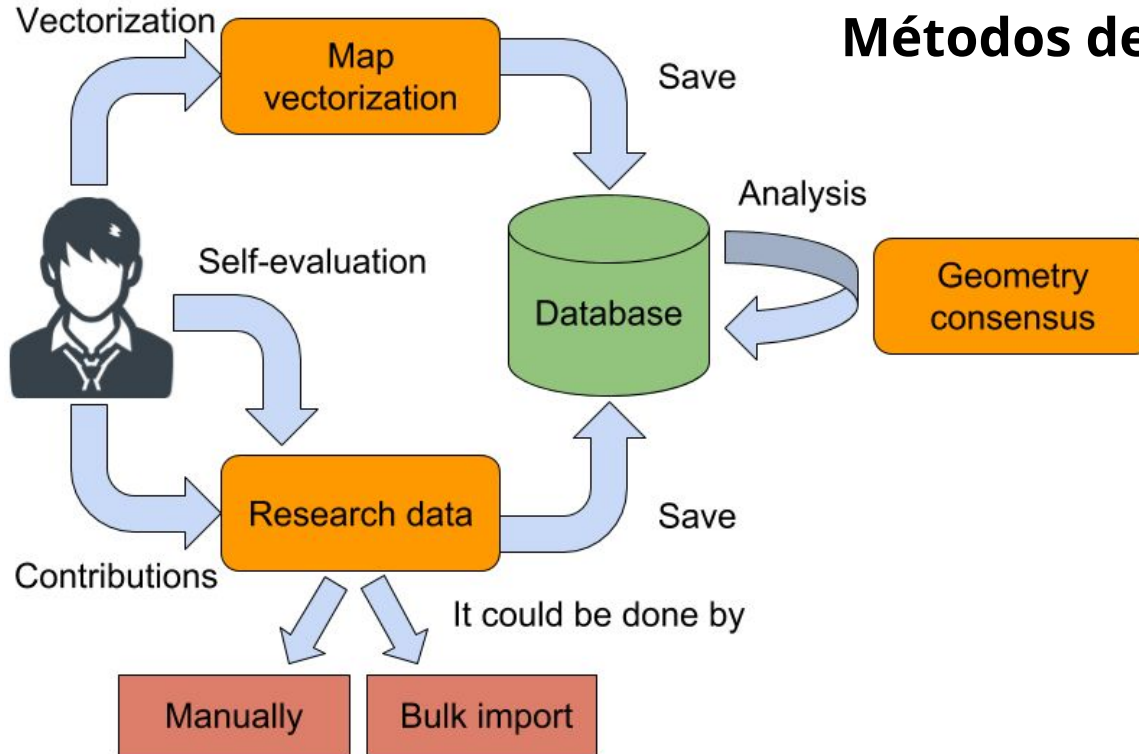 Vectorization
Métodos de
Map
vectorization
Save
Analysis
Self-evaluation
Database
Geometry
consensus
Research data
Save
Contributions
It could be done by
Manually
Bulk import